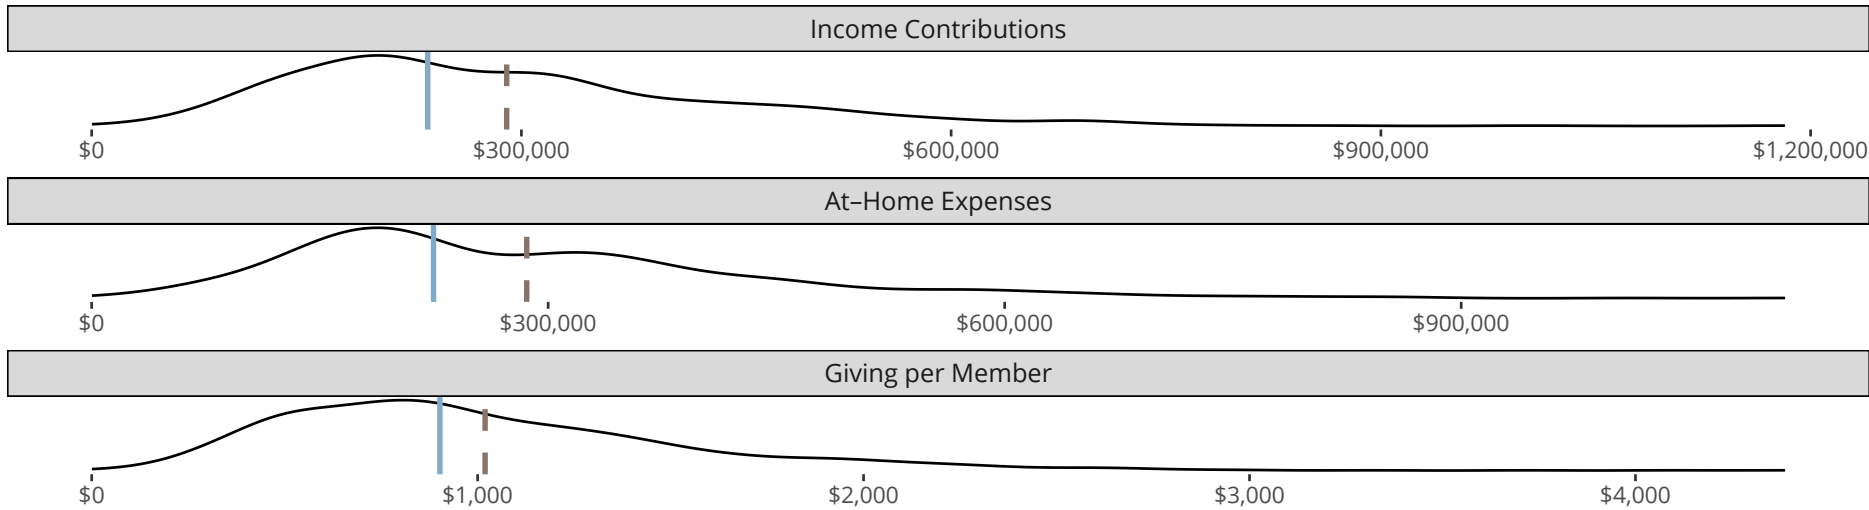 Income Contributions
$0 $300,000 $600,000 $900,000 $1,200,000
At–Home Expenses
$0 $300,000 $600,000 $900,000
Giving per Member
$0 $1,000 $2,000 $3,000 $4,000